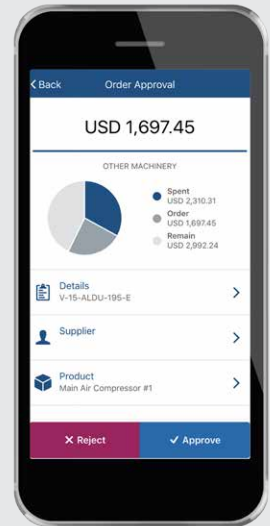 Back Order Approval
USD 1,697.45
OTHER MACHINERY
Spent
USD 2,310.31
Order
USD 1,697.45
Remain
USD 2,992.24
Details
V-15-ALDU-195-E
Supplier
Product
Main Air Compressor #1
Reject Approve